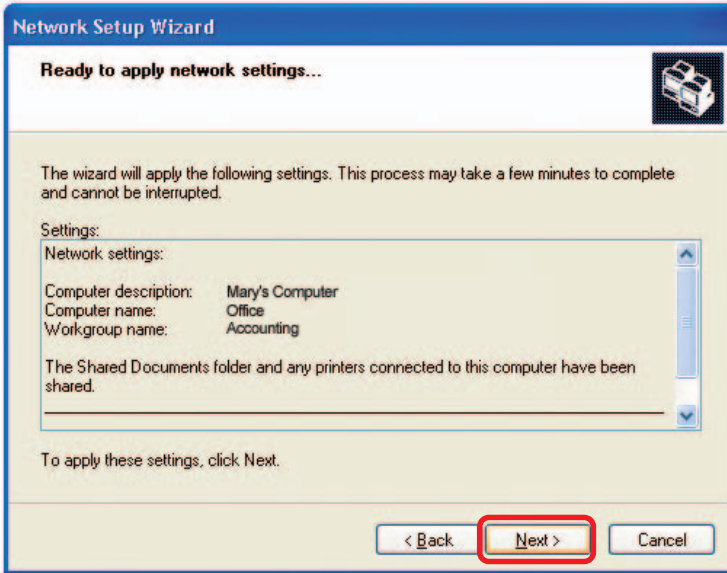 Network Setup Wizard
Ready to apply network settings...
The wizard will apply the following settings. This process may take a few minutes to complete
and cannot be interrupted.
Settings:
Network settings:
Computer description: Mary's Computer
Computer name: Office
Workgroup name: Accounting
The Shared Documents folder and any printers connected to this computer have been
shared.
To apply these settings, click Next.
< Back Next > Cancel